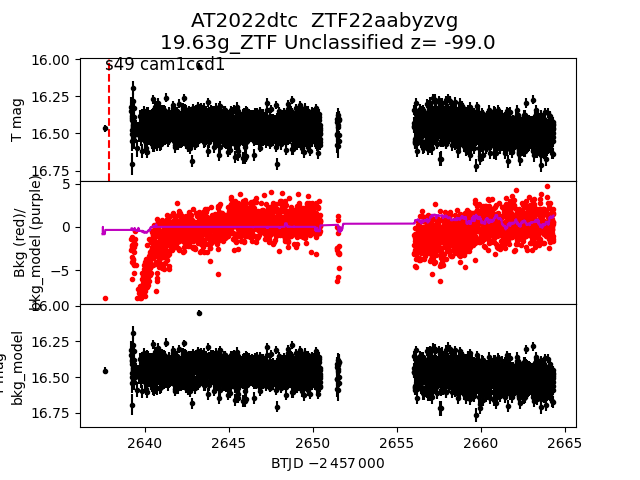 AT2022dtc  ZTF22aabyzvg
19.63g_ZTF Unclassified z= -99.0
s49 cam1ccd1
T mag
16.00
16.25
16.50
16.75
Bkg (red)/
bkg_model (purple)
5
0
−5
bkg_model
16.00
16.25
16.50
16.75
2640
2645
2650
2655
2660
2665
BTJD −2 457 000